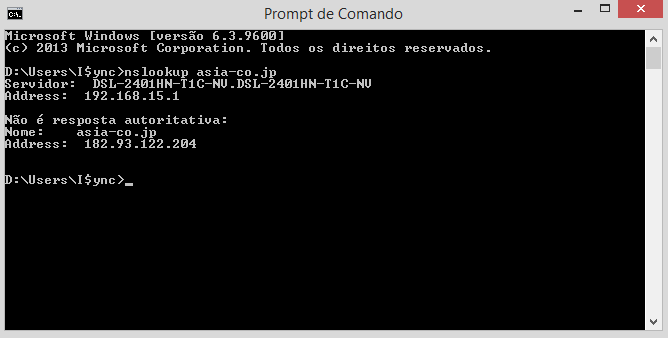 Prompt de Comando
Microsoft Windows [versão 6.3.9600]
(c) 2013 Microsoft Corporation. Todos os direitos reservados.
D:\Users\I$ync>nslookup asia-co.jp
Servidor:  DSL-2401HN-T1C-NV.DSL-2401HN-T1C-NV
Address:  192.168.15.1
Não é resposta autoritativa:
Nome:    asia-co.jp
Address:  182.93.122.204
D:\Users\I$ync>_